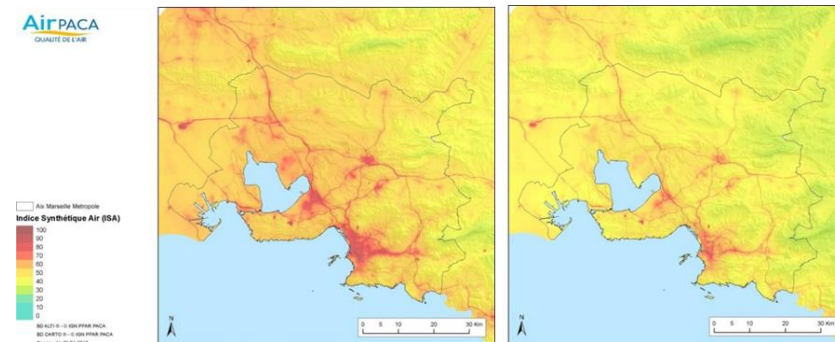 AirPACA
QUALITÉ DE L'AIR
Aix Marseille Metropole
Indice Synthétique Air (ISA)
100
90
80
70
60
50
40
30
20
10
0
BD ALTI ® - © IGN PFAR PACA
BD CARTO ® - © IGN PFAR PACA
N
0 5 10 20 30 Km
N
0 5 10 20 30 Km